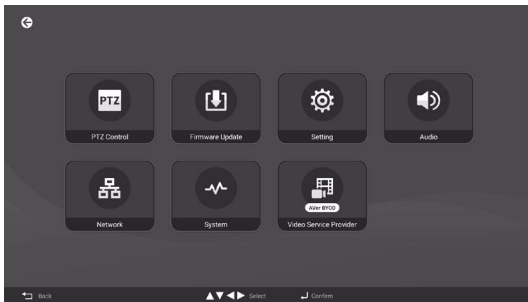 PTZ
PTZ Control
Firmware Update
Setting
Audio
AVer BYOD
Network
System
Video Service Provider
Back
Select
Confirm